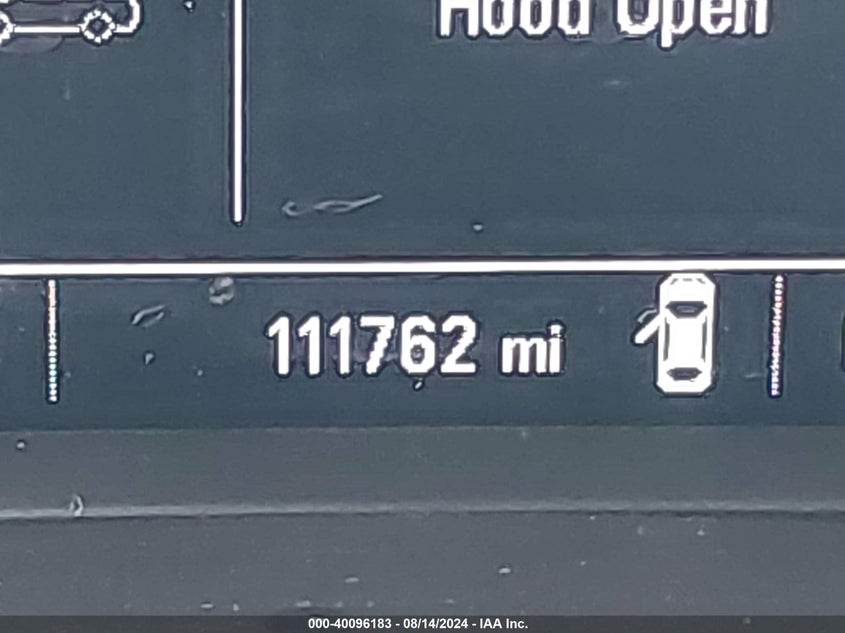 Hood Open
111762 mi
000-40096183 - 08/14/2024 - IAA Inc.